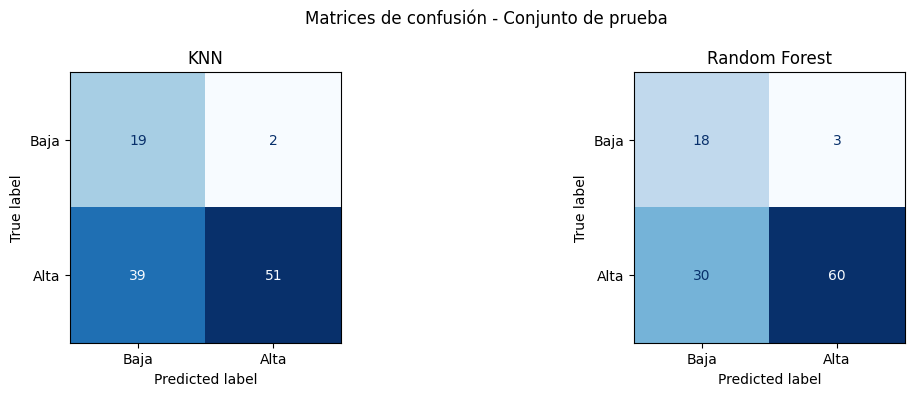 Matrices de confusión - Conjunto de prueba
KNN
True label
Baja
19
2
Alta
39
51
Baja
Alta
Predicted label
Random Forest
True label
Baja
18
3
Alta
30
60
Baja
Alta
Predicted label